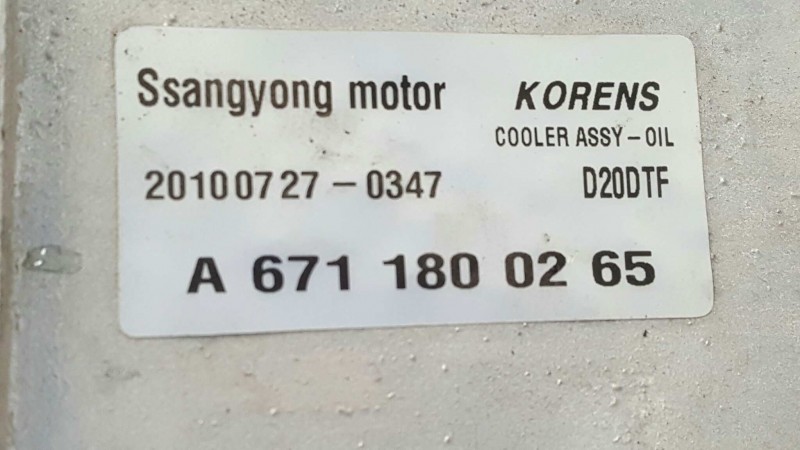 Ssangyong motor KORENS
COOLER ASSY-OIL
20100727-0347 D20DTF
A 671 180 02 65